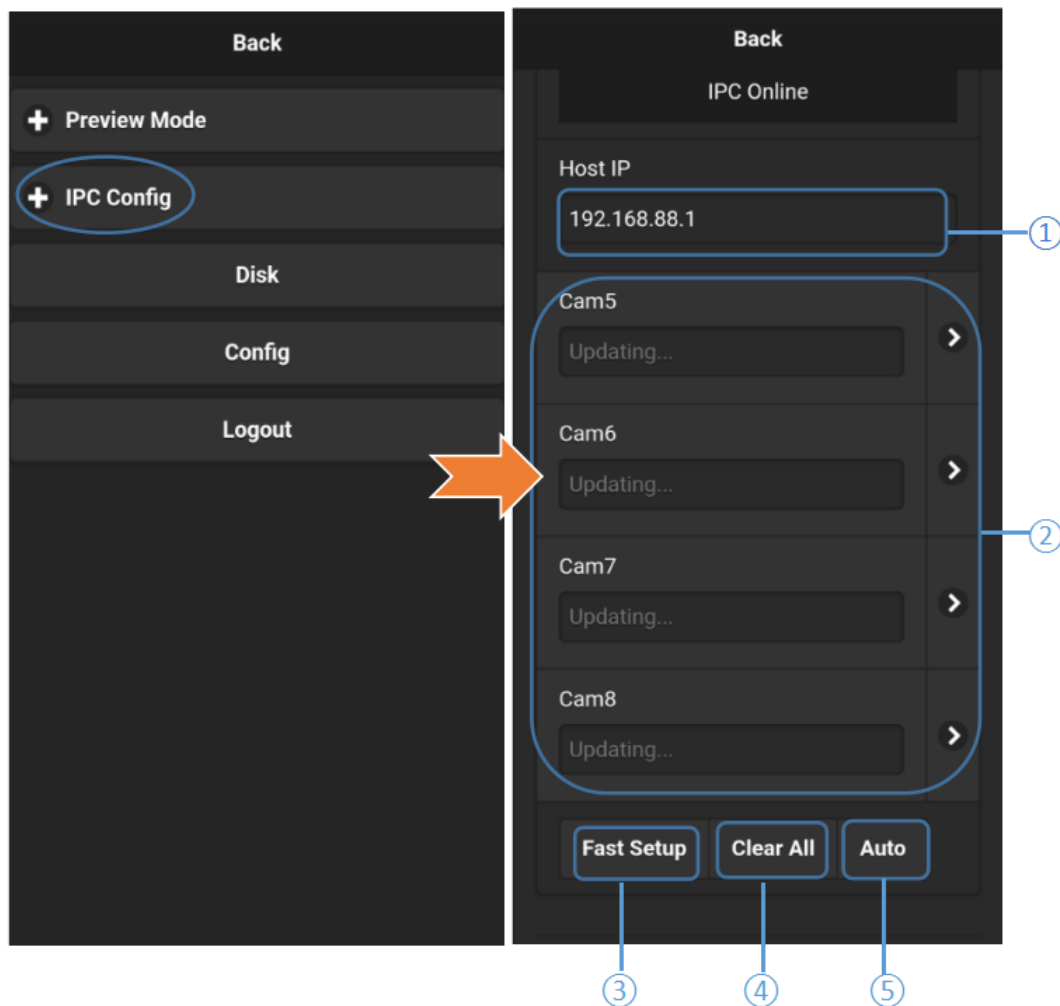 Back
Preview Mode
IPC Config
Disk
Config
Logout
Back
IPC Online
Host IP
192.168.88.1
①
Cam5
Updating...
Cam6
Updating...
②
Cam7
Updating...
Cam8
Updating...
Fast Setup Clear All Auto
③ ④ ⑤